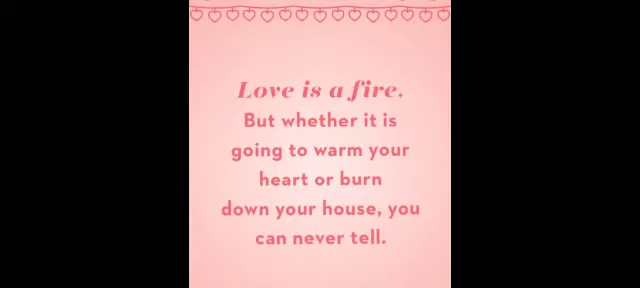 Love is a fire.
But whether it is
going to warm your
heart or burn
down your house, you
can never tell.